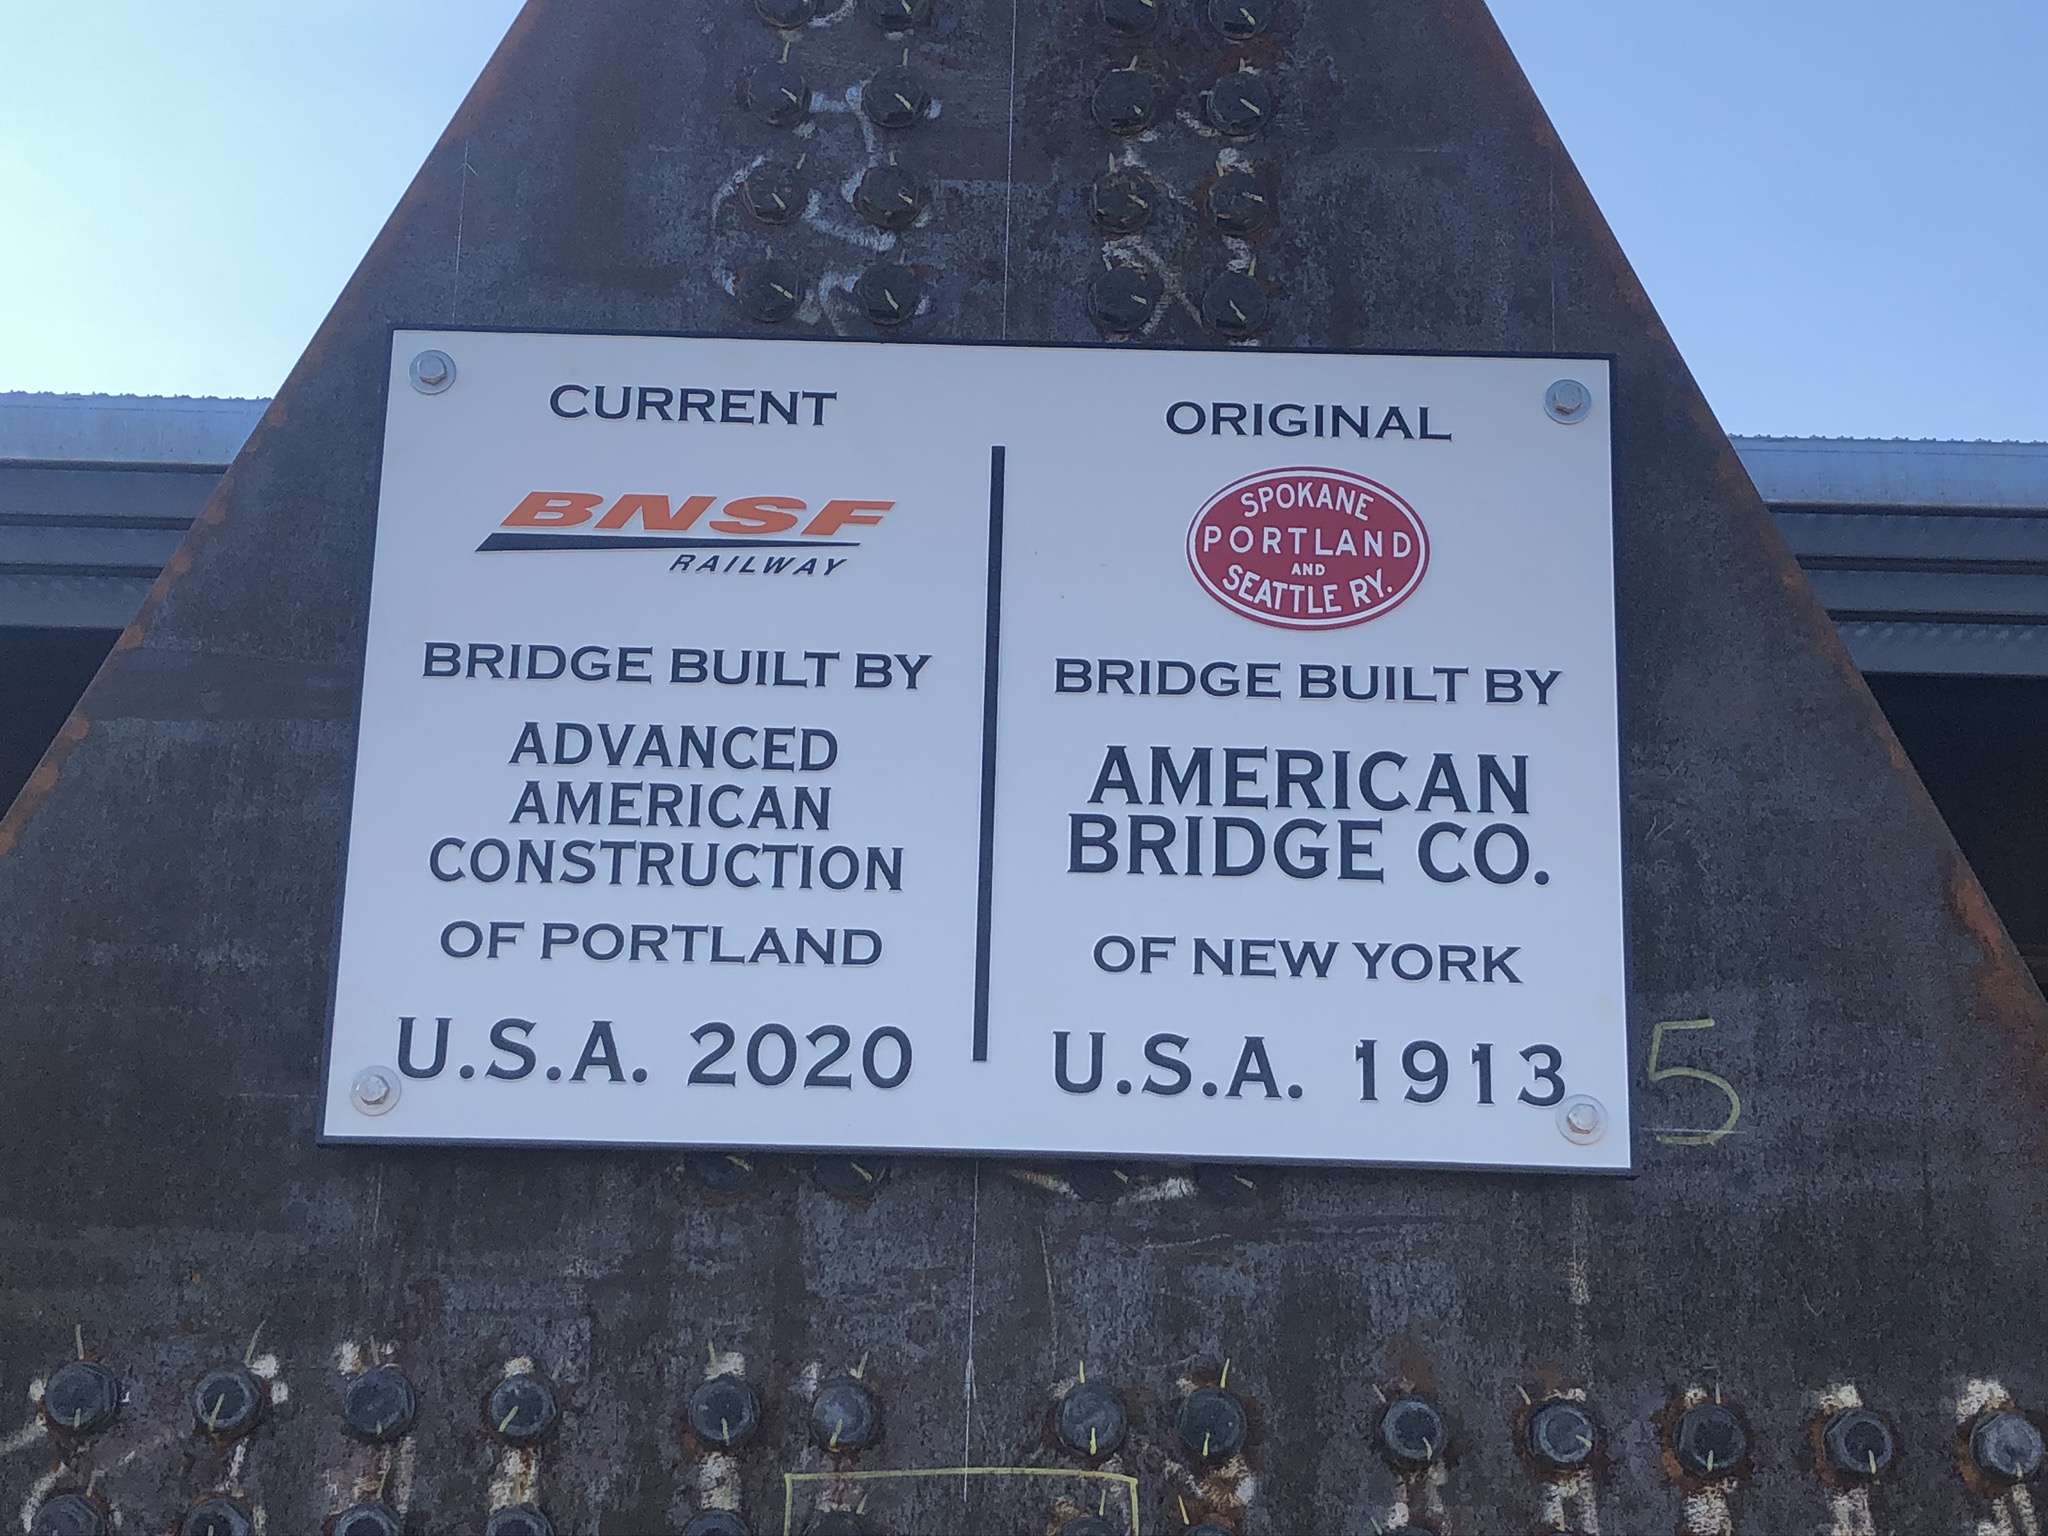 CURRENT
BNSF
RAILWAY
BRIDGE BUILT BY
ADVANCED
AMERICAN
CONSTRUCTION
OF PORTLAND
U.S.A. 2020
ORIGINAL
SPOKANE
PORTLAND
AND
SEATTLE RY.
BRIDGE BUILT BY
AMERICAN
BRIDGE CO.
OF NEW YORK
U.S.A. 1913
5